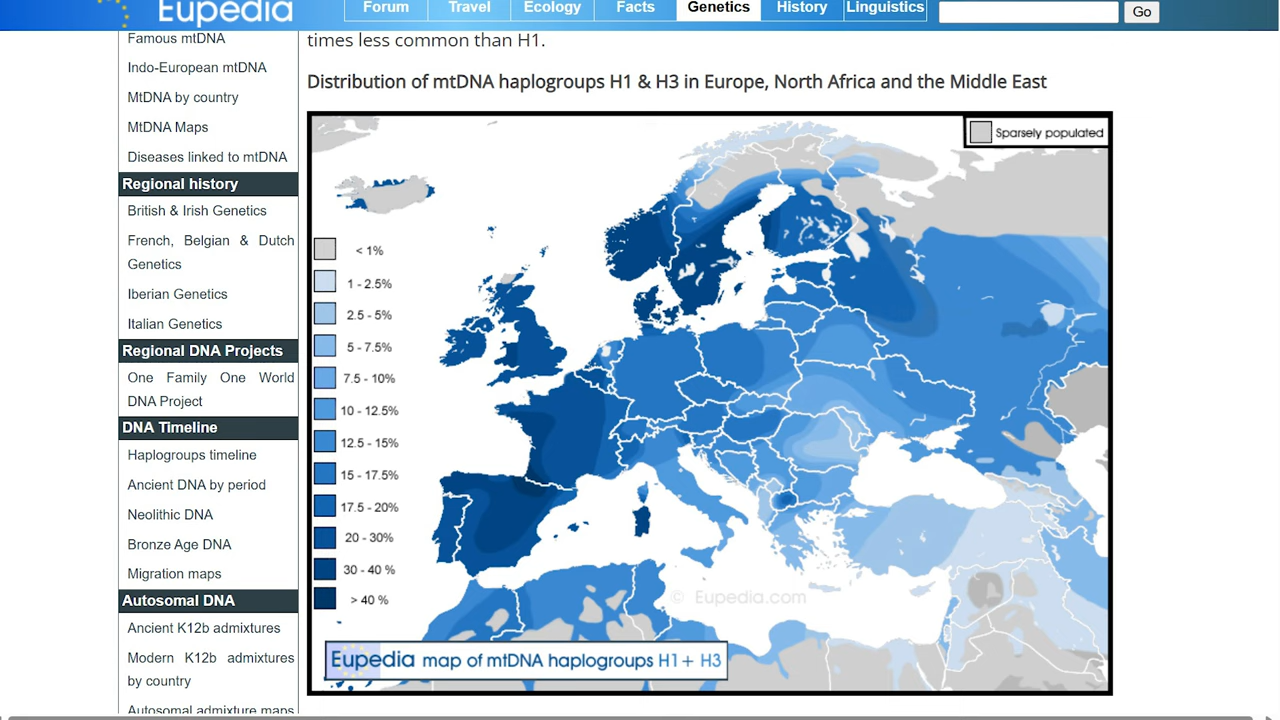 Eupedia
Forum
Travel
Ecology
Facts
Genetics
History
Linguistics
Go
Famous mtDNA
Indo-European mtDNA
MtDNA by country
MtDNA Maps
Diseases linked to mtDNA
Regional history
British & Irish Genetics
French, Belgian & Dutch
Genetics
Iberian Genetics
Italian Genetics
Regional DNA Projects
One Family One World
DNA Project
DNA Timeline
Haplogroups timeline
Ancient DNA by period
Neolithic DNA
Bronze Age DNA
Migration maps
Autosomal DNA
Ancient K12b admixtures
Modern K12b admixtures
by country
Autosomal admixture maps
times less common than H1.
Distribution of mtDNA haplogroups H1 & H3 in Europe, North Africa and the Middle East
Sparsely populated
< 1%
1 - 2.5%
2.5 - 5%
5 - 7.5%
7.5 - 10%
10 - 12.5%
12.5 - 15%
15 - 17.5%
17.5 - 20%
20 - 30%
30 - 40 %
> 40 %
© Eupedia.com
Eupedia map of mtDNA haplogroups H1 + H3